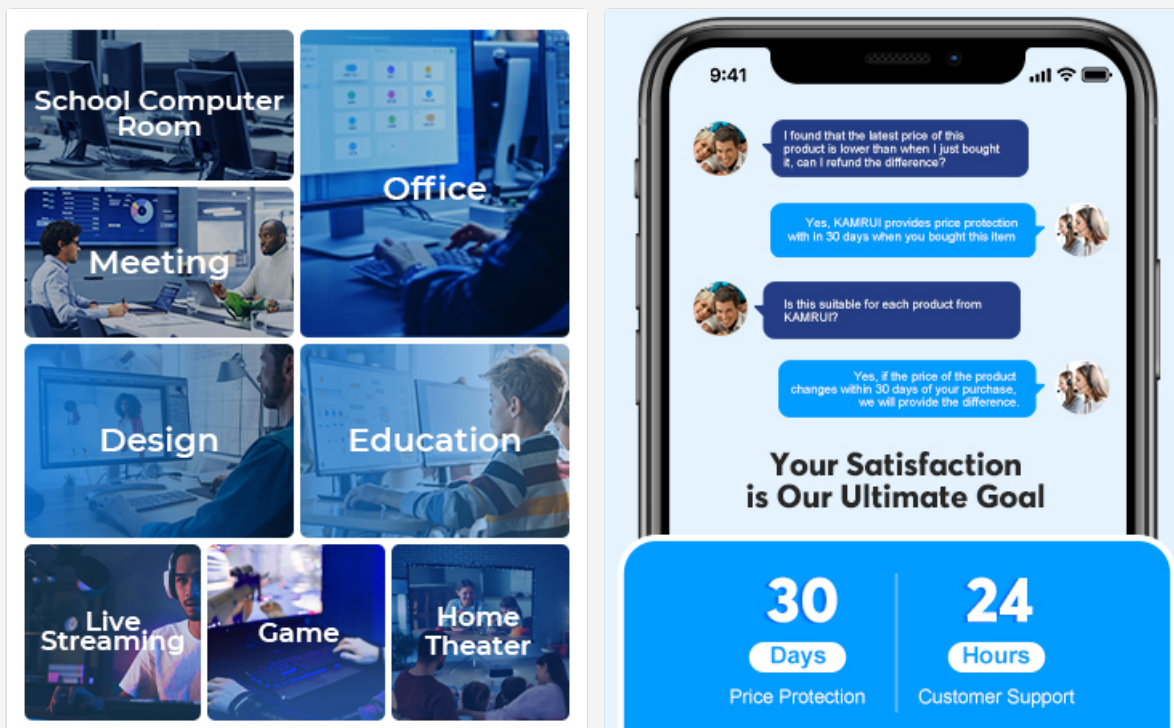 School Computer
Room
Office
Meeting
Design
Education
Live
Streaming
Game
Home
Theater
9:41
I found that the latest price of this
product is lower than when I just bought
it, can I refund the difference?
Yes, KAMRUI provides price protection
with in 30 days when you bought this item
Is this suitable for each product from
KAMRUI?
Yes, if the price of the product
changes within 30 days of your purchase,
we will provide the difference.
Your Satisfaction
is Our Ultimate Goal
30
Days
Price Protection
24
Hours
Customer Support